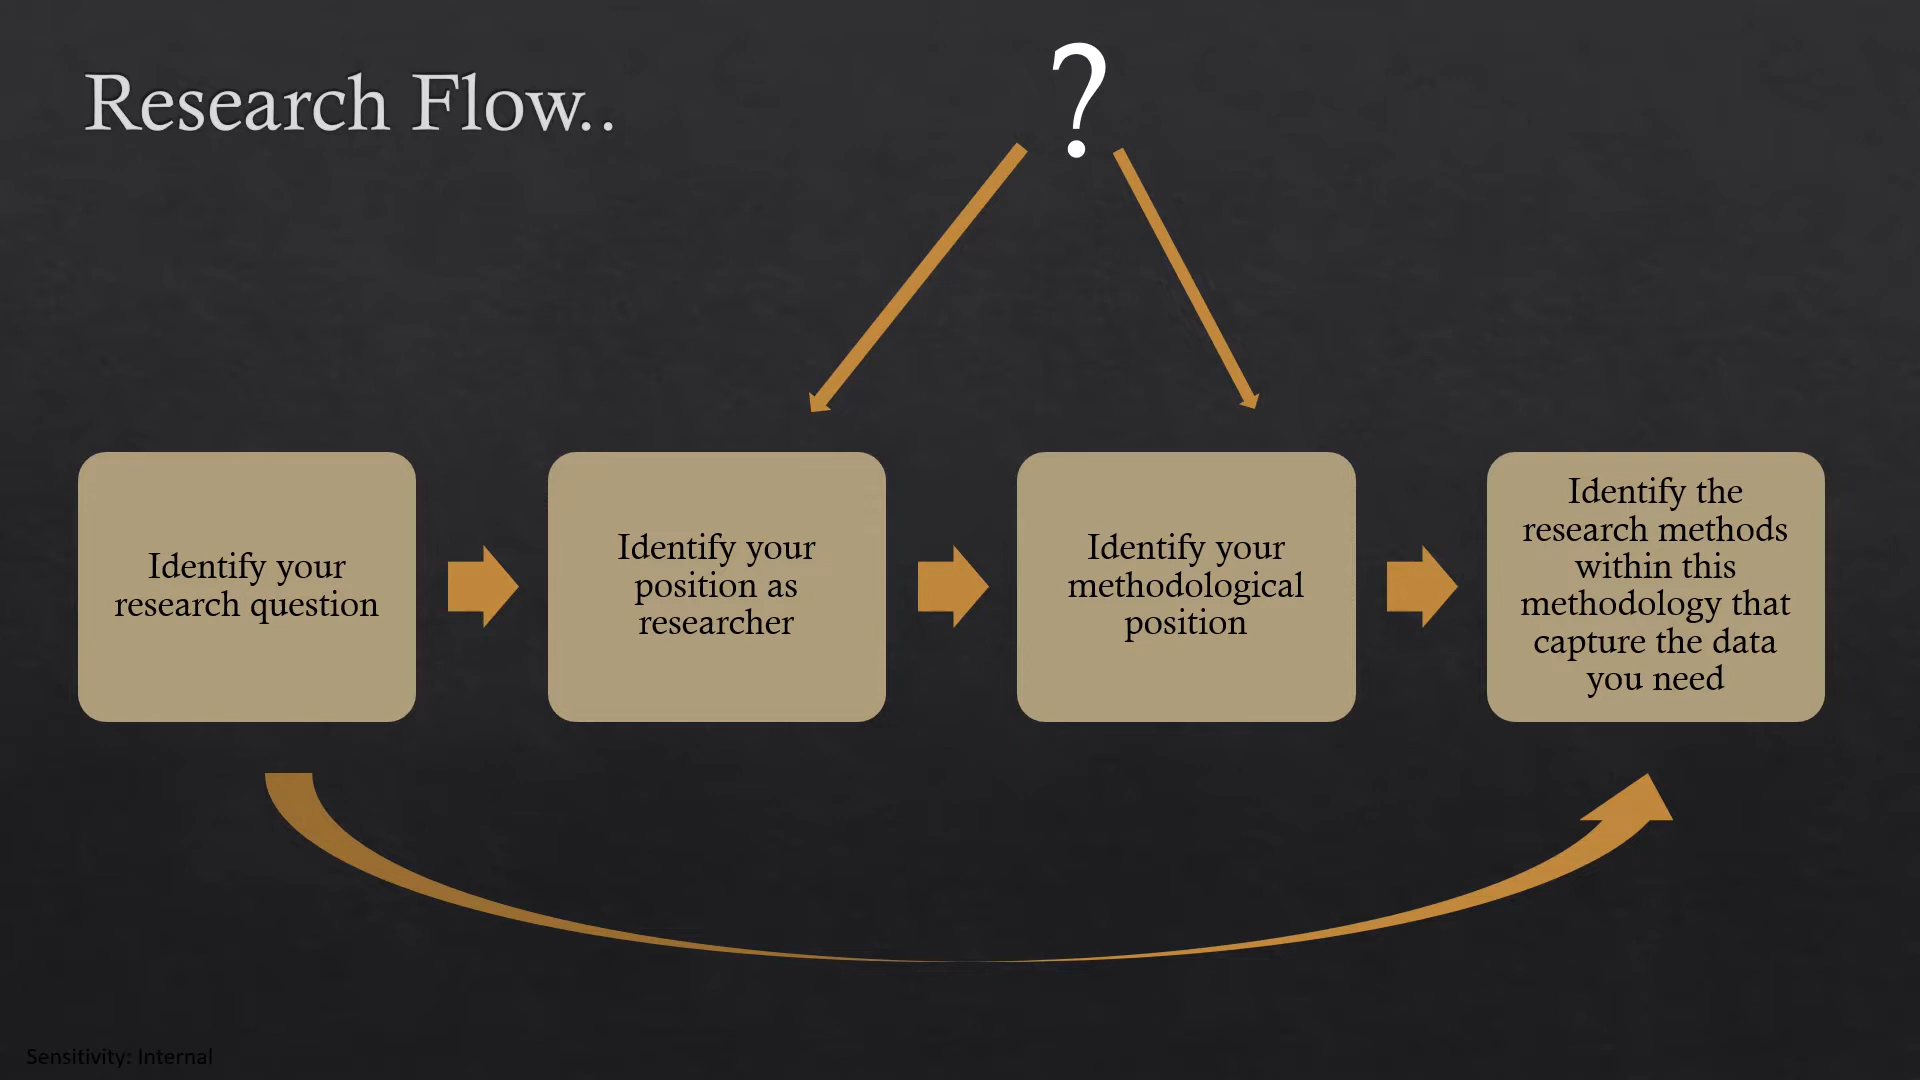 Research Flow..
?
Identify your
research question
Identify your
position as
researcher
Identify your
methodological
position
Identify the
research methods
within this
methodology that
capture the data
you need
Sensitivity: Internal